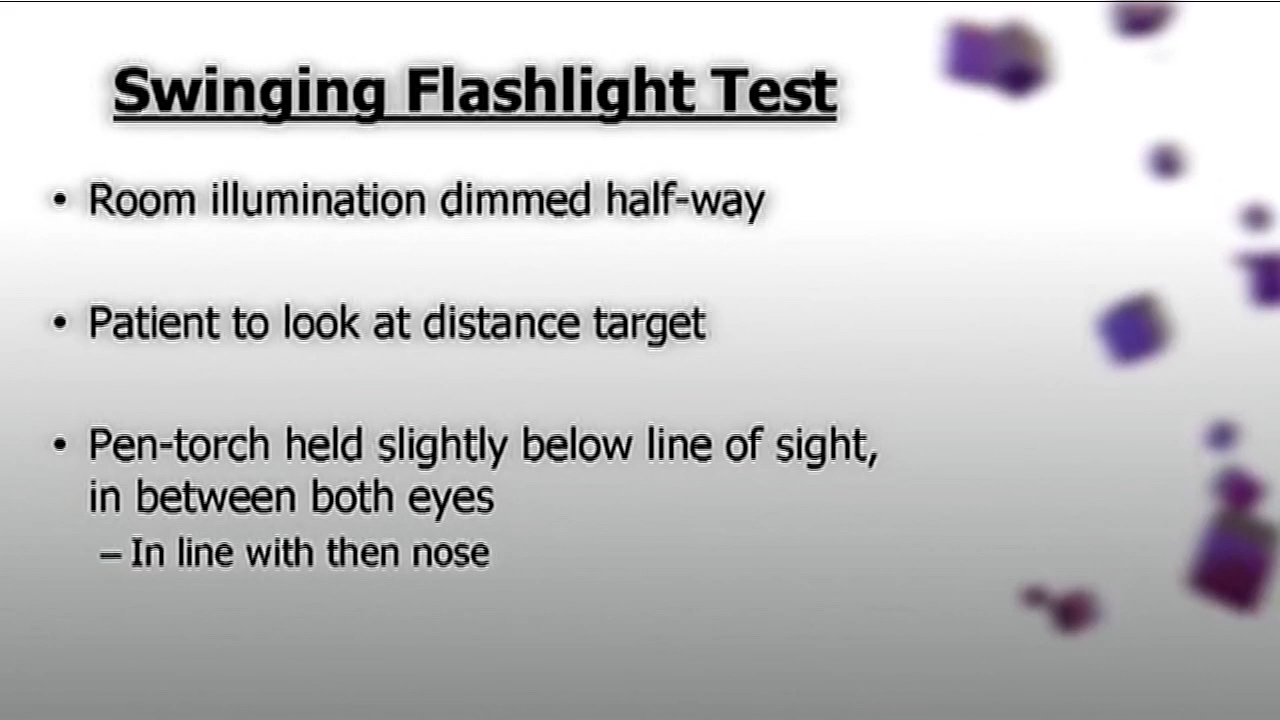 Swinging Flashlight Test
• Room illumination dimmed half-way
• Patient to look at distance target
• Pen-torch held slightly below line of sight,
in between both eyes
– In line with then nose